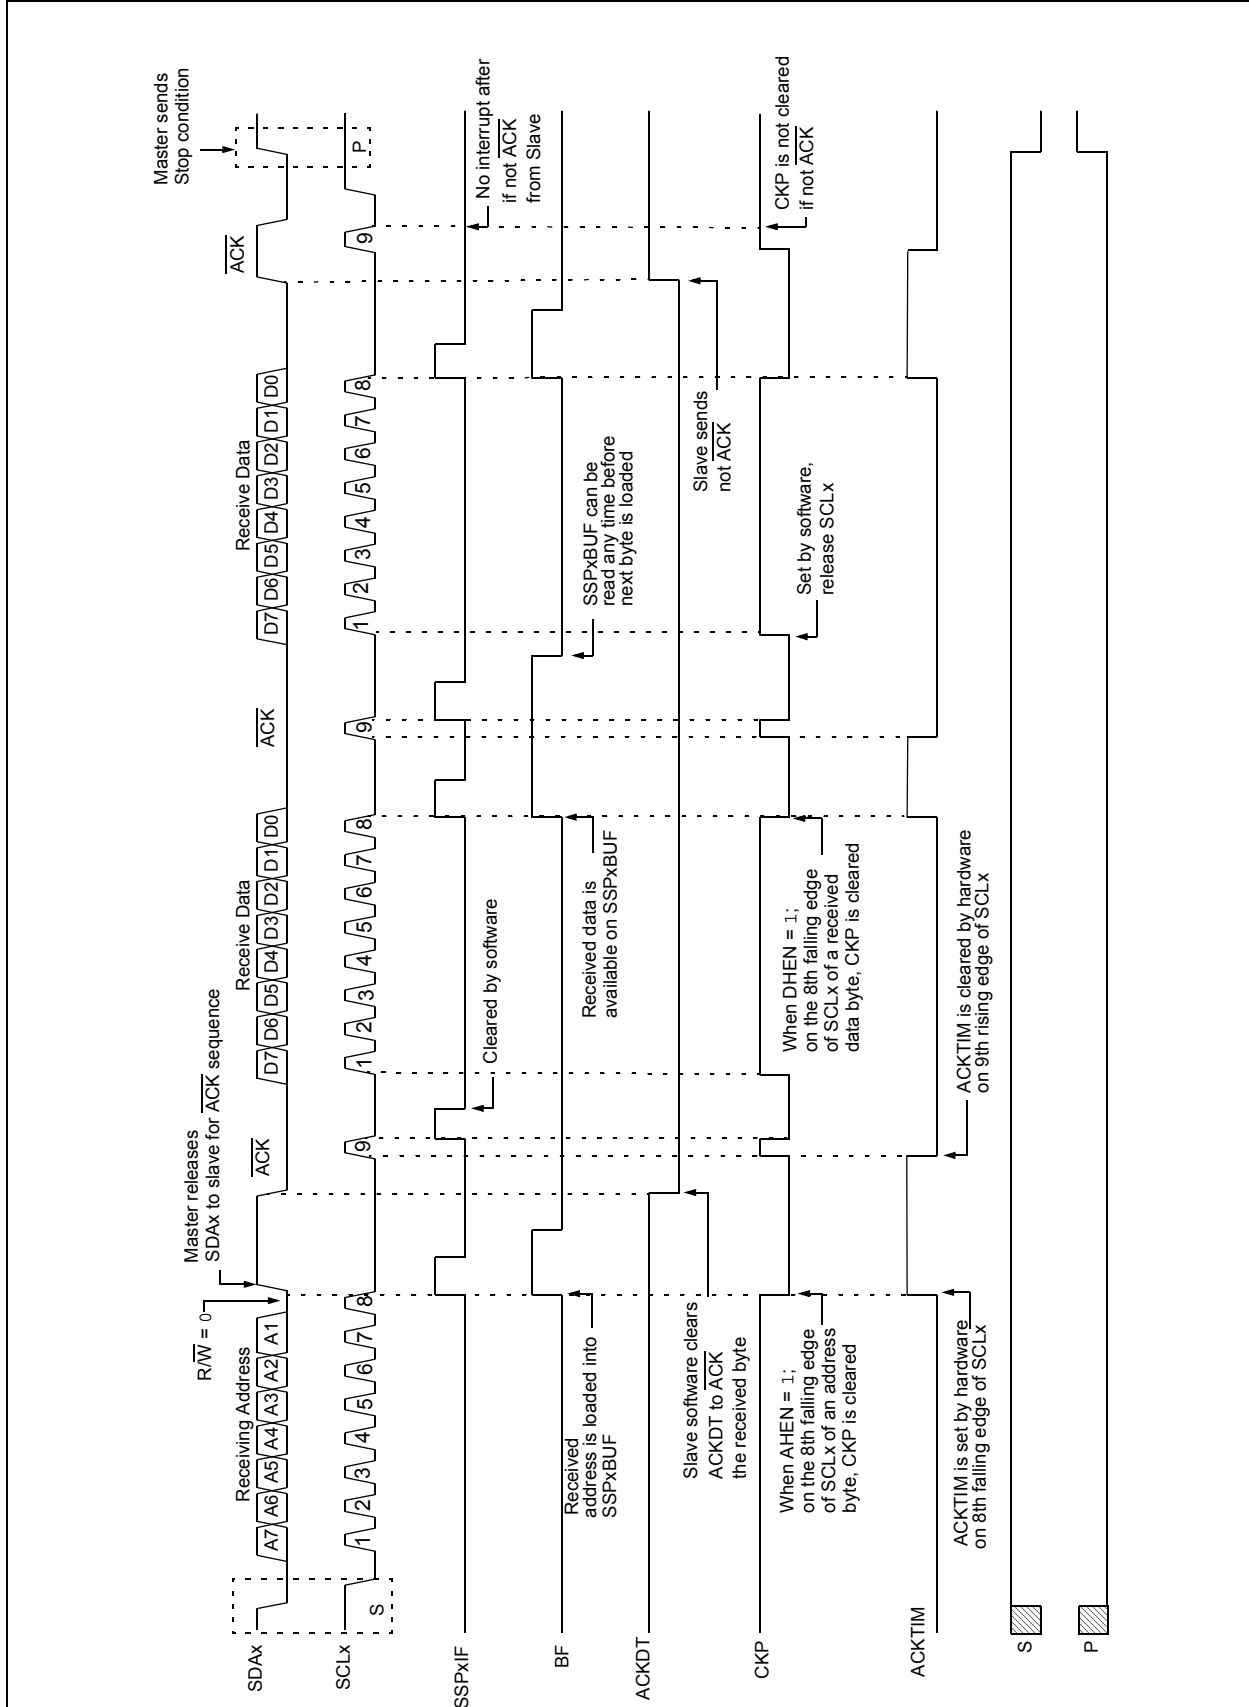 Master sends
Stop condition
Master releases
SDAx to slave for ACK sequence
R/W = 0
Receiving Address
ACK
Receive Data
ACK
Receive Data
ACK
SDAx
A7 A6 A5 A4 A3 A2 A1
D7 D6 D5 D4 D3 D2 D1 D0
D7 D6 D5 D4 D3 D2 D1 D0
SCLx
S
1 2 3 4 5 6 7 8 9
1 2 3 4 5 6 7 8 9
1 2 3 4 5 6 7 8 9
P
SSPxIF
Cleared by software
No interrupt after
if not ACK
from Slave
BF
Received
address is loaded into
SSPxBUF
Received data is
available on SSPxBUF
SSPxBUF can be
read any time before
next byte is loaded
ACKDT
Slave software clears
ACKDT to ACK
the received byte
Slave sends
not ACK
CKP
When AHEN = 1;
on the 8th falling edge
of SCLx of an address
byte, CKP is cleared
When DHEN = 1;
on the 8th falling edge
of SCLx of a received
data byte, CKP is cleared
Set by software,
release SCLx
CKP is not cleared
if not ACK
ACKTIM
ACKTIM is set by hardware
on 8th falling edge of SCLx
ACKTIM is cleared by hardware
on 9th rising edge of SCLx
S
P